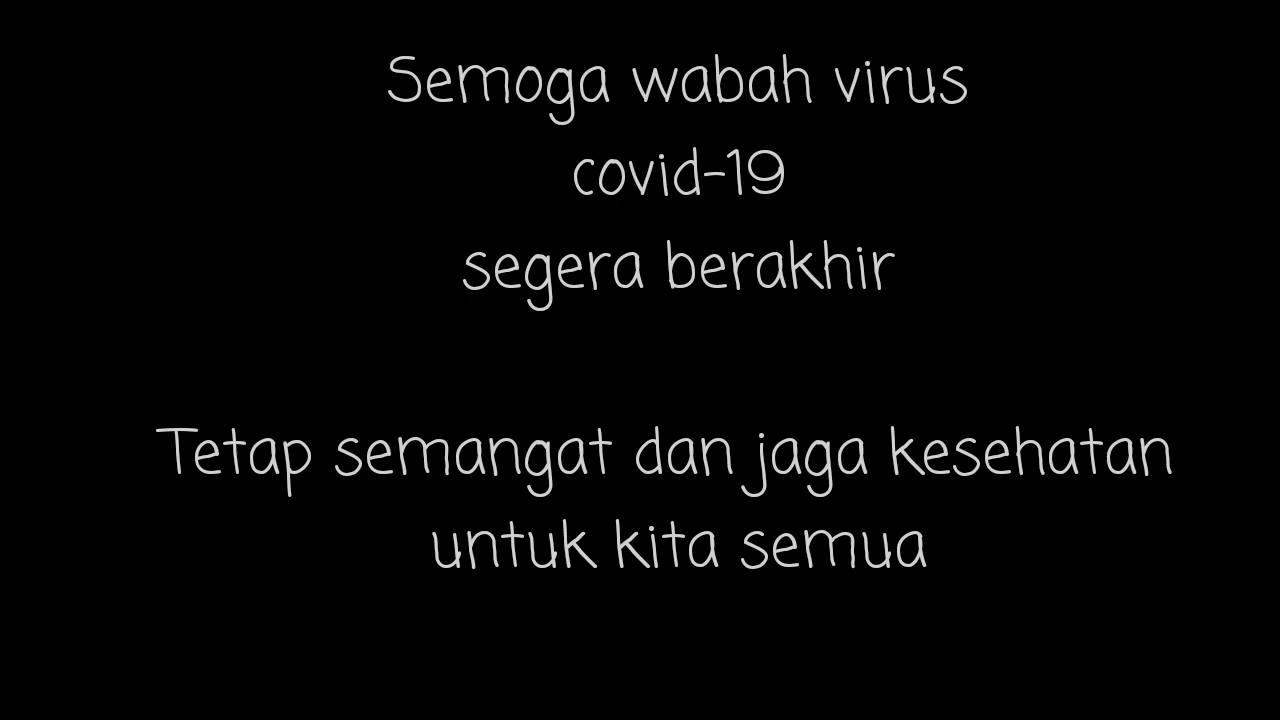 Semoga wabah virus
covid-19
segera berakhir
Tetap semangat dan jaga kesehatan
untuk kita semua